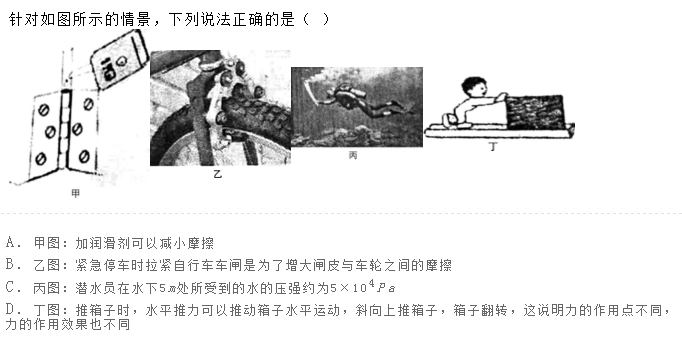 针对如图所示的情景，下列说法正确的是（ ）
甲
乙
丙
丁
A． 甲图：加润滑剂可以减小摩擦
B． 乙图：紧急停车时拉紧自行车车闸是为了增大闸皮与车轮之间的摩擦
C． 丙图：潜水员在水下5m处所受到的水的压强约为5×10⁴Pa
D． 丁图：推箱子时，水平推力可以推动箱子水平运动，斜向上推箱子，箱子翻转，这说明力的作用点不同，
力的作用效果也不同